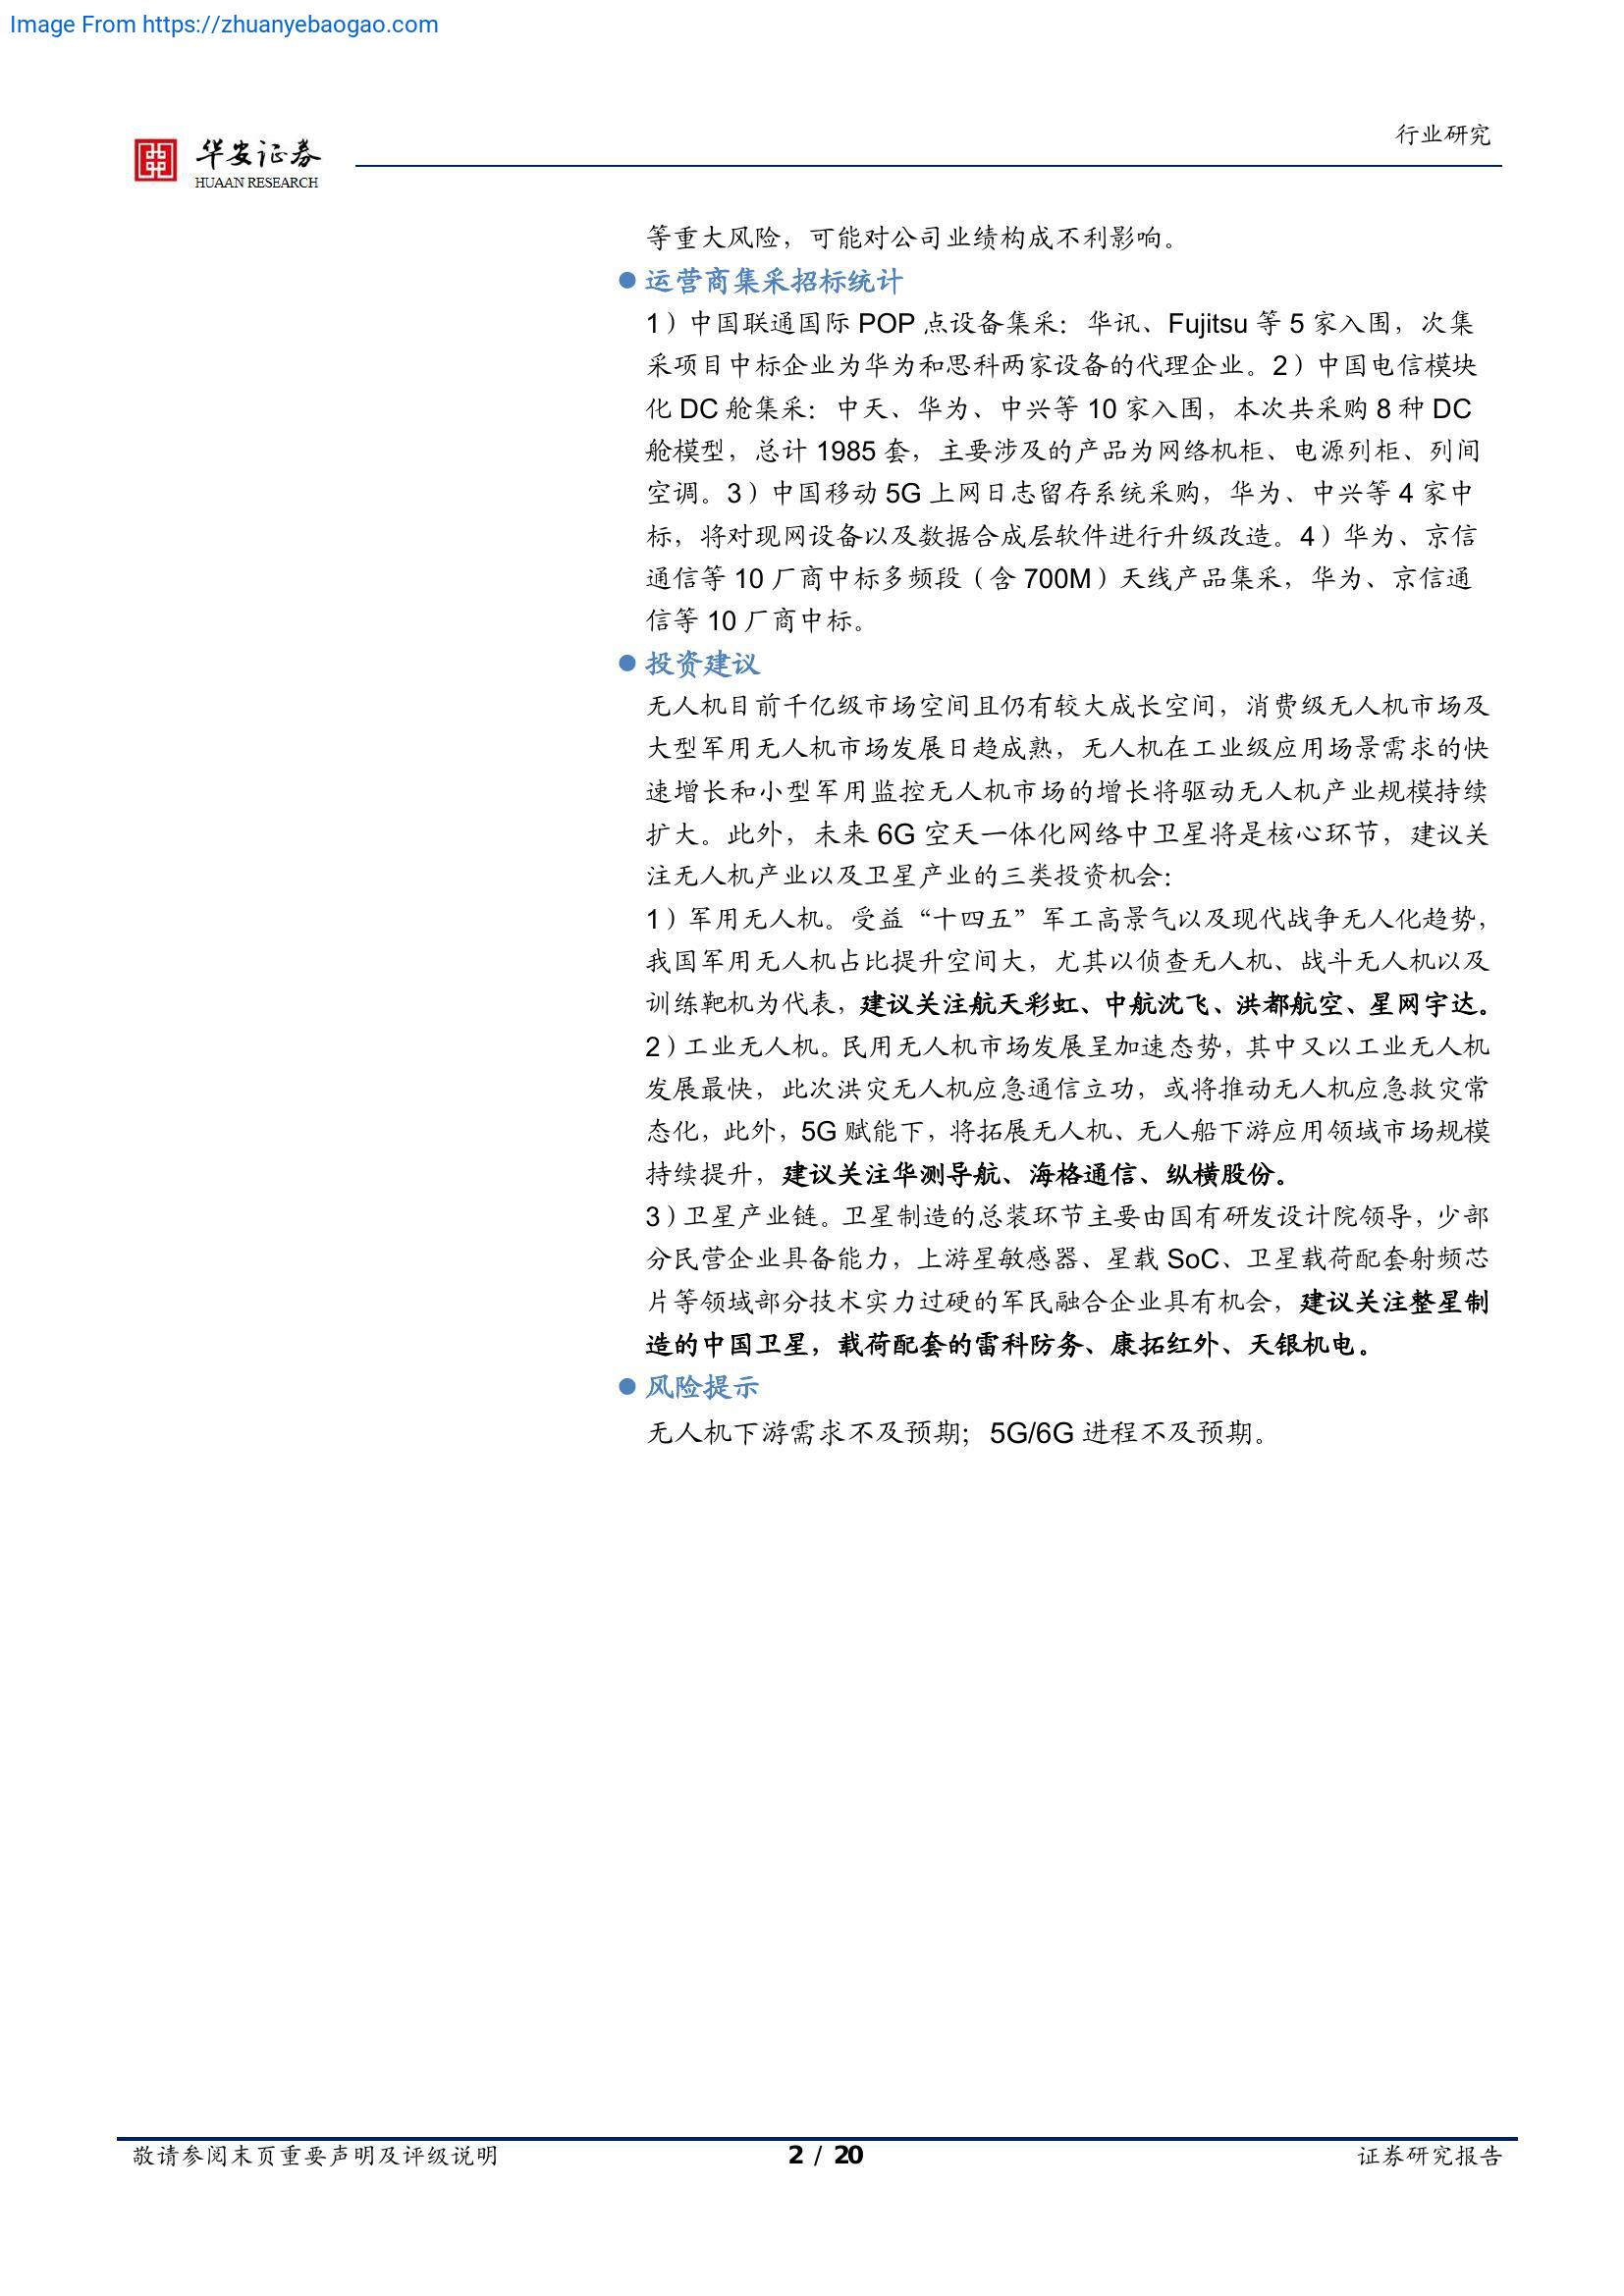 Image From https://zhuanyebaogao.com
行业研究
华安证券
HUAAN RESEARCH
等重大风险，可能对公司业绩构成不利影响。
运营商集采招标统计
1）中国联通国际 POP 点设备集采：华讯、Fujitsu 等 5 家入围，次集
采项目中标企业为华为和思科两家设备的代理企业。2）中国电信模块
化 DC 舱集采：中天、华为、中兴等 10 家入围，本次共采购 8 种 DC
舱模型，总计 1985 套，主要涉及的产品为网络机柜、电源列柜、列间
空调。3）中国移动 5G 上网日志留存系统采购，华为、中兴等 4 家中
标，将对现网设备以及数据合成层软件进行升级改造。4）华为、京信
通信等 10 厂商中标多频段（含 700M）天线产品集采，华为、京信通
信等 10 厂商中标。
投资建议
无人机目前千亿级市场空间且仍有较大成长空间，消费级无人机市场及
大型军用无人机市场发展日趋成熟，无人机在工业级应用场景需求的快
速增长和小型军用监控无人机市场的增长将驱动无人机产业规模持续
扩大。此外，未来 6G 空天一体化网络中卫星将是核心环节，建议关
注无人机产业以及卫星产业的三类投资机会：
1）军用无人机。受益“十四五”军工高景气以及现代战争无人化趋势，
我国军用无人机占比提升空间大，尤其以侦查无人机、战斗无人机以及
训练靶机为代表，建议关注航天彩虹、中航沈飞、洪都航空、星网宇达。
2）工业无人机。民用无人机市场发展呈加速态势，其中又以工业无人机
发展最快，此次洪灾无人机应急通信立功，或将推动无人机应急救灾常
态化，此外，5G 赋能下，将拓展无人机、无人船下游应用领域市场规模
持续提升，建议关注华测导航、海格通信、纵横股份。
3）卫星产业链。卫星制造的总装环节主要由国有研发设计院领导，少部
分民营企业具备能力，上游星敏感器、星载 SoC、卫星载荷配套射频芯
片等领域部分技术实力过硬的军民融合企业具有机会，建议关注整星制
造的中国卫星，载荷配套的雷科防务、康拓红外、天银机电。
风险提示
无人机下游需求不及预期；5G/6G 进程不及预期。
敬请参阅末页重要声明及评级说明
2 / 20
证券研究报告